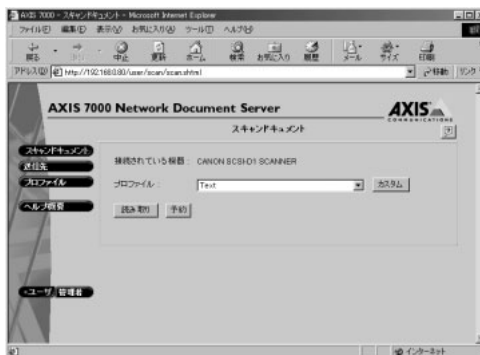 AXIS 7000 - スキャンドキュメント - Microsoft Internet Explorer
ファイル(F) 編集(E) 表示(V) お気に入り(A) ツール(T) ヘルプ(H)
戻る 中止 更新 ホーム 検索 お気に入り 履歴 メール サイズ 印刷
アドレス(D) http://192.168.0.80/user/scan/scan.shtml 移動 リンク
AXIS 7000 Network Document Server
AXIS
COMMUNICATIONS
スキャンドキュメント
スキャンドキュメント
送信先
プロファイル
ヘルプ概要
接続されている機器 : CANON SCSI-D1 SCANNER
プロファイル : Text カスタム
読み取り 予約
ユーザ 管理者
インターネット